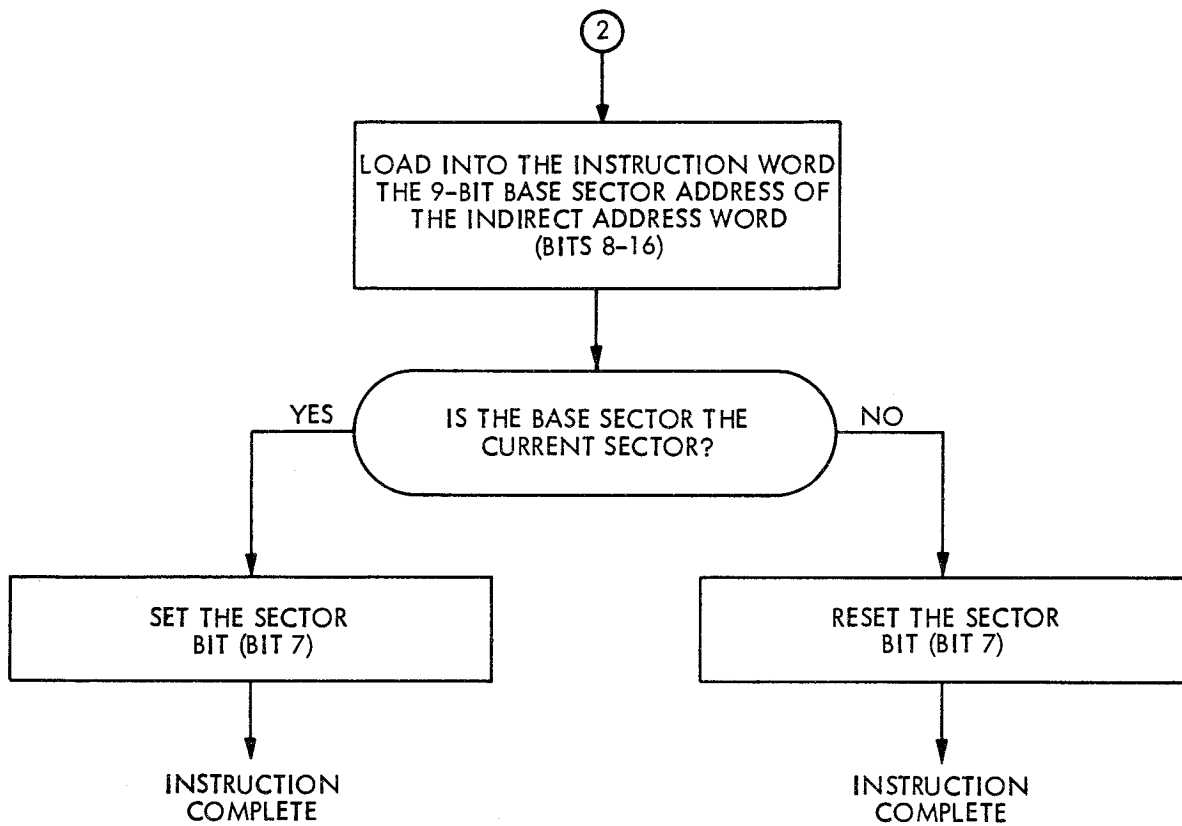 2
LOAD INTO THE INSTRUCTION WORD
THE 9-BIT BASE SECTOR ADDRESS OF
THE INDIRECT ADDRESS WORD
(BITS 8-16)
IS THE BASE SECTOR THE
CURRENT SECTOR?
YES
NO
SET THE SECTOR
BIT (BIT 7)
RESET THE SECTOR
BIT (BIT 7)
INSTRUCTION
COMPLETE
INSTRUCTION
COMPLETE